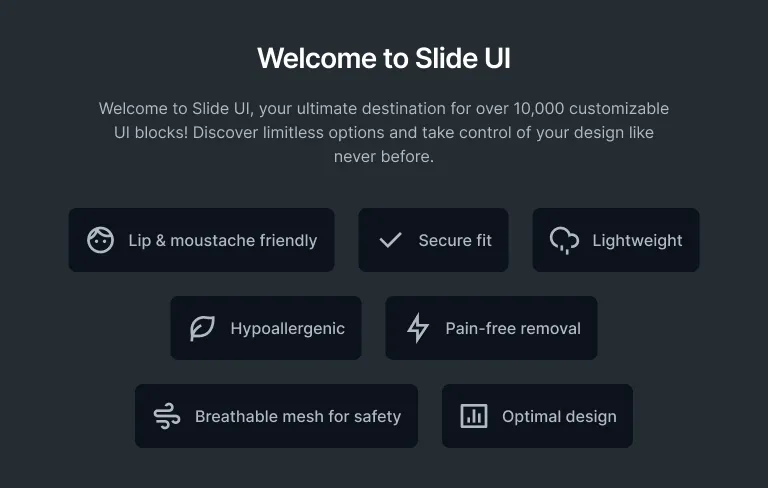 Welcome to Slide UI
Welcome to Slide UI, your ultimate destination for over 10,000 customizable
UI blocks! Discover limitless options and take control of your design like
never before.
Lip & moustache friendly
Secure fit
Lightweight
Hypoallergenic
Pain-free removal
Breathable mesh for safety
Optimal design